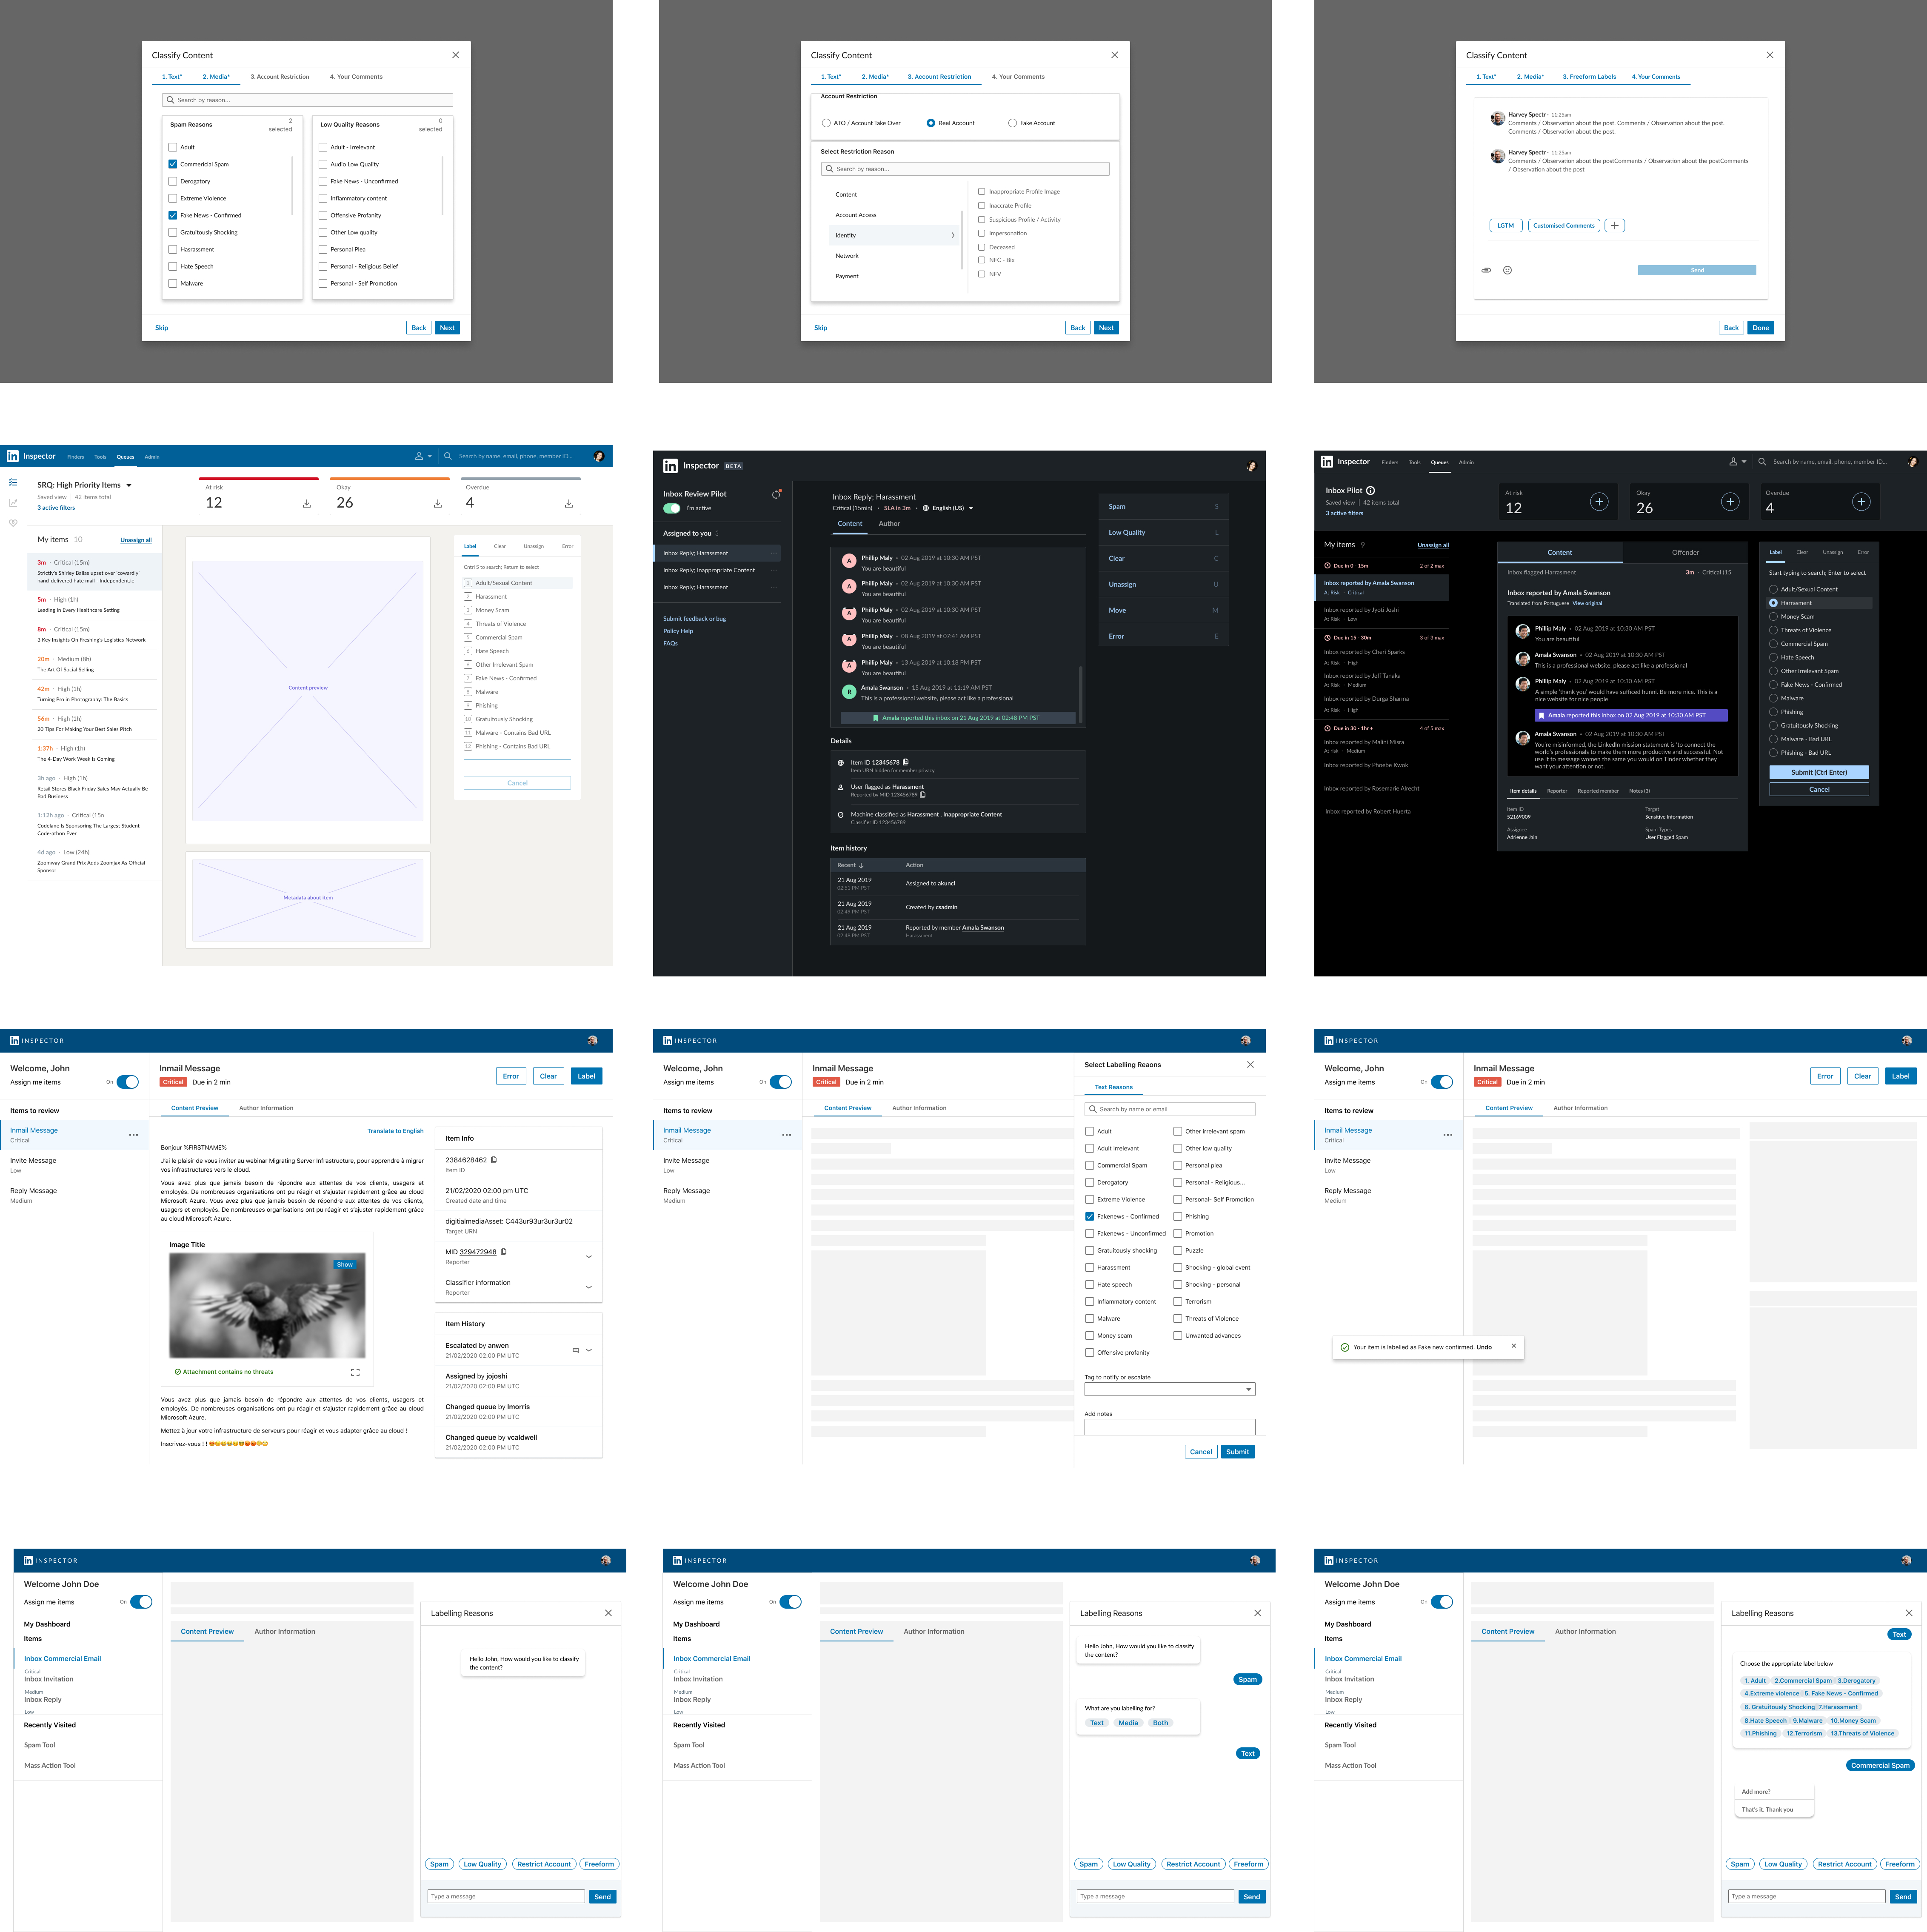 Classify Content
1. Text*
2. Media*
3. Account Restriction
4. Your Comments
Search by reason...
Spam Reasons
2 selected
Adult
Commericial Spam
Derogatory
Extreme Violence
Fake News - Confirmed
Gratuitously Shocking
Hasrassment
Hate Speech
Malware
Low Quality Reasons
0 selected
Adult - Irrelevant
Audio Low Quality
Fake News - Unconfirmed
Inflammatory content
Offensive Profanity
Other Low quality
Personal Plea
Personal - Religious Belief
Personal - Self Promotion
Skip
Back
Next
Classify Content
1. Text*
2. Media*
3. Account Restriction
4. Your Comments
Account Restriction
ATO / Account Take Over
Real Account
Fake Account
Select Restriction Reason
Search by reason...
Content
Account Access
Identity
Network
Payment
Inappropriate Profile Image
Inaccrate Profile
Suspicious Profile / Activity
Impersonation
Deceased
NFC - Bix
NFV
Skip
Back
Next
Classify Content
1. Text*
2. Media*
3. Freeform Labels
4. Your Comments
Harvey Spectr - 11:25am
Comments / Observation about the post. Comments / Observation about the post.
Comments / Observation about the post.
Harvey Spectr - 11:25am
Comments / Observation about the postComments / Observation about the postComments
/ Observation about the post
LGTM
Customised Comments
Send
Back
Done
in Inspector
Finders
Tools
Queues
Admin
Search by name, email, phone, member ID...
SRQ: High Priority Items
Saved view | 42 items total
3 active filters
At risk
12
Okay
26
Overdue
4
My items 10
Unassign all
3m · Critical (15m)
Strictly's Shirley Ballas upset over 'cowardly'
hand-delivered hate mail - Independent.ie
5m · High (1h)
Leading In Every Healthcare Setting
8m · Critical (15m)
3 Key Insights On Freshing's Logistics Network
20m · Medium (8h)
The Art Of Social Selling
42m · High (1h)
Turning Pro in Photography: The Basics
56m · High (1h)
20 Tips For Making Your Best Sales Pitch
1:37h · High (1h)
The 4-Day Work Week Is Coming
3h ago · High (1h)
Retail Stores Black Friday Sales May Actually Be
Bad Business
1:12h ago · Critical (15n
Codelane Is Sponsoring The Largest Student
Code-athon Ever
4d ago · Low (24h)
Zoomway Grand Prix Adds Zoomjax As Official
Sponsor
Content preview
Metadata about item
Label
Clear
Unassign
Error
Cntrl S to search; Return to select
1 Adult/Sexual Content
2 Harassment
3 Money Scam
4 Threats of Violence
5 Commercial Spam
6 Hate Speech
6 Other Irrelevant Spam
7 Fake News - Confirmed
8 Malware
9 Phishing
10 Gratuitously Shocking
11 Malware - Contains Bad URL
12 Phishing - Contains Bad URL
Cancel
in Inspector BETA
Inbox Review Pilot
I'm active
Assigned to you 3
Inbox Reply; Harassment
Inbox Reply; Inappropriate Content
Inbox Reply; Harassment
Submit feedback or bug
Policy Help
FAQs
Inbox Reply; Harassment
Critical (15min) • SLA in 3m • English (US)
Content
Author
A
Phillip Maly • 02 Aug 2019 at 10:30 AM PST
You are beautiful
A
Phillip Maly • 02 Aug 2019 at 10:30 AM PST
You are beautiful
A
Phillip Maly • 02 Aug 2019 at 10:30 AM PST
You are beautiful
A
Phillip Maly • 08 Aug 2019 at 07:41 AM PST
You are beautiful
A
Phillip Maly • 13 Aug 2019 at 10:18 PM PST
You are beautiful
R
Amala Swanson • 15 Aug 2019 at 11:19 AM PST
This is a professional website, please act like a professional
Amala reported this inbox on 21 Aug 2019 at 02:48 PM PST
Details
Item ID 12345678
Item URN hidden for member privacy
User flagged as Harassment
Reported by MID 123456789
Machine classified as Harassment , Inappropriate Content
Classifier ID 123456789
Item history
Recent
Action
21 Aug 2019
02:51 PM PST
Assigned to akuncl
21 Aug 2019
02:49 PM PST
Created by csadmin
21 Aug 2019
02:48 PM PST
Reported by member Amala Swanson
Harassment
Spam S
Low Quality L
Clear C
Unassign U
Move M
Error E
in Inspector
Finders
Tools
Queues
Admin
Search by name, email, phone, member ID...
Inbox Pilot
Saved view | 42 items total
3 active filters
At risk
12
Okay
26
Overdue
4
My items 9
Unassign all
Due in 0 - 15m 2 of 2 max
Inbox reported by Amala Swanson
At Risk · Critical
Inbox reported by Jyoti Joshi
At Risk · Low
Due in 15 - 30m 3 of 3 max
Inbox reported by Cheri Sparks
At Risk · High
Inbox reported by Jeff Tanaka
At Risk · Medium
Inbox reported by Durga Sharma
At Risk · High
Due in 30 - 1hr + 4 of 5 max
Inbox reported by Malini Misra
At risk · Medium
Inbox reported by Phoebe Kwok
Inbox reported by Rosemarie Alrecht
Inbox reported by Robert Huerta
Content
Offender
Inbox flagged Harrasment
3m · Critical (15
Inbox reported by Amala Swanson
Translated from Portuguese View original
Phillip Maly • 02 Aug 2019 at 10:30 AM PST
You are beautiful
Amala Swanson • 02 Aug 2019 at 10:30 AM PST
This is a professional website, please act like a professional
Phillip Maly • 02 Aug 2019 at 10:30 AM PST
A simple 'thank you' would have sufficed hunni. Be more nice. This is a
nice website for nice people
Amala reported this inbox on 02 Aug 2019 at 10:30 AM PST
Amala Swanson • 02 Aug 2019 at 10:30 AM PST
You're misinformed, the LinkedIn mission statement is 'to connect the
world's professionals to make them more productive and successful. Not
use it to message women the same you would on Tinder whether they
want your attention or not.
Item details
Reporter
Reported member
Notes (3)
Item ID
52169009
Target
Sensitive Information
Assignee
Adrienne Jain
Spam Types
User Flagged Spam
Label
Clear
Unassign
Error
Start typing to search; Enter to select
Adult/Sexual Content
Harrasment
Money Scam
Threats of Violence
Commercial Spam
Hate Speech
Other Irrelevant Spam
Fake News - Confirmed
Malware
Phishing
Gratuitously Shocking
Malware - Bad URL
Phishing - Bad URL
Submit (Ctrl Enter)
Cancel
in INSPECTOR
Welcome, John
Assign me items On
Items to review
Inmail Message
Critical
Invite Message
Low
Reply Message
Medium
Inmail Message
Critical Due in 2 min
Error
Clear
Label
Content Preview
Author Information
Translate to English
Bonjour %FIRSTNAME%
J'ai le plaisir de vous inviter au webinar Migrating Server Infrastructure, pour apprendre à migrer
vos infrastructures vers le cloud.
Vous avez plus que jamais besoin de répondre aux attentes de vos clients, usagers et
employés. De nombreuses organisations ont pu réagir et s'ajuster rapidement grâce au cloud
Microsoft Azure. Vous avez plus que jamais besoin de répondre aux attentes de vos clients,
usagers et employés. De nombreuses organisations ont pu réagir et s'ajuster rapidement grâce
au cloud Microsoft Azure.
Image Title
Show
Attachment contains no threats
Vous avez plus que jamais besoin de répondre aux attentes de vos clients, usagers et
employés. De nombreuses organisations ont pu réagir et s'ajuster rapidement grâce au cloud
Microsoft Azure.
Mettez à jour votre infrastructure de serveurs pour réagir et vous adapter grâce au cloud !
Inscrivez-vous ! !
Item Info
2384628462
Item ID
21/02/2020 02:00 pm UTC
Created date and time
digitialmediaAsset: C443ur93ur3ur3ur02
Target URN
MID 329472948
Reporter
Classifier information
Reporter
Item History
Escalated by anwen
21/02/2020 02:00 PM UTC
Assigned by jojoshi
21/02/2020 02:00 PM UTC
Changed queue by lmorris
21/02/2020 02:00 PM UTC
Changed queue by vcaldwell
21/02/2020 02:00 PM UTC
in INSPECTOR
Welcome, John
Assign me items On
Items to review
Inmail Message
Critical
Invite Message
Low
Reply Message
Medium
Inmail Message
Critical Due in 2 min
Content Preview
Author Information
Select Labelling Reaons
Text Reasons
Search by name or email
Adult
Adult Irrelevant
Commercial Spam
Derogatory
Extreme Violence
Fakenews - Confirmed
Fakenews - Unconfirmed
Gratuitously shocking
Harassment
Hate speech
Inflammatory content
Malware
Money scam
Offensive profanity
Other irrelevant spam
Other low quality
Personal plea
Personal - Religious...
Personal- Self Promotion
Phishing
Promotion
Puzzle
Shocking - global event
Shocking - personal
Terrorism
Threats of Violence
Unwanted advances
Tag to notify or escalate
Add notes
Cancel
Submit
in INSPECTOR
Welcome, John
Assign me items On
Items to review
Inmail Message
Critical
Invite Message
Low
Reply Message
Medium
Inmail Message
Critical Due in 2 min
Error
Clear
Label
Content Preview
Author Information
Your item is labelled as Fake new confirmed. Undo
in INSPECTOR
Welcome John Doe
Assign me items On
My Dashboard
Items
Inbox Commercial Email
Critical
Inbox Invitation
Medium
Inbox Reply
Low
Recently Visited
Spam Tool
Mass Action Tool
Content Preview
Author Information
Labelling Reasons
Hello John, How would you like to classify
the content?
Spam
Low Quality
Restrict Account
Freeform
Type a message
Send
in INSPECTOR
Welcome John Doe
Assign me items On
My Dashboard
Items
Inbox Commercial Email
Critical
Inbox Invitation
Medium
Inbox Reply
Low
Recently Visited
Spam Tool
Mass Action Tool
Content Preview
Author Information
Labelling Reasons
Hello John, How would you like to classify
the content?
Spam
What are you labelling for?
Text
Media
Both
Text
Spam
Low Quality
Restrict Account
Freeform
Type a message
Send
in INSPECTOR
Welcome John Doe
Assign me items On
My Dashboard
Items
Inbox Commercial Email
Critical
Inbox Invitation
Medium
Inbox Reply
Low
Recently Visited
Spam Tool
Mass Action Tool
Content Preview
Author Information
Labelling Reasons
Text
Choose the appropriate label below
1. Adult 2.Commercial Spam 3.Derogatory
4.Extreme violence 5. Fake News - Confirmed
6. Gratuitously Shocking 7.Harassment
8.Hate Speech 9.Malware 10.Money Scam
11.Phishing 12.Terrorism 13.Threats of Violence
Commercial Spam
Add more?
That's it. Thank you
Spam
Low Quality
Restrict Account
Freeform
Type a message
Send